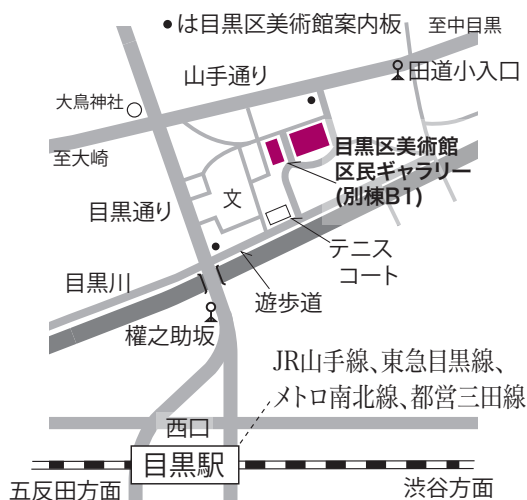 ●は目黒区美術館案内板
至中目黒
山手通り
田道小入口
大鳥神社
至大崎
目黒区美術館
区民ギャラリー
(別棟B1)
目黒通り
文
テニス
コート
目黒川
遊歩道
權之助坂
JR山手線、東急目黒線、
メトロ南北線、都営三田線
西口
目黒駅
五反田方面
渋谷方面